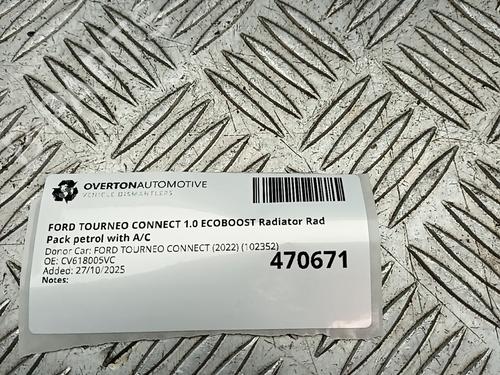 OVERTONAUTOMOTIVE
VEHICLE DISMANTLERS
FORD TOURNEO CONNECT 1.0 ECOBOOST Radiator Rad
Pack petrol with A/C
Donor Car: FORD TOURNEO CONNECT (2022) (102352)
OE: CV618005VC
Added: 27/10/2025
Notes:
470671